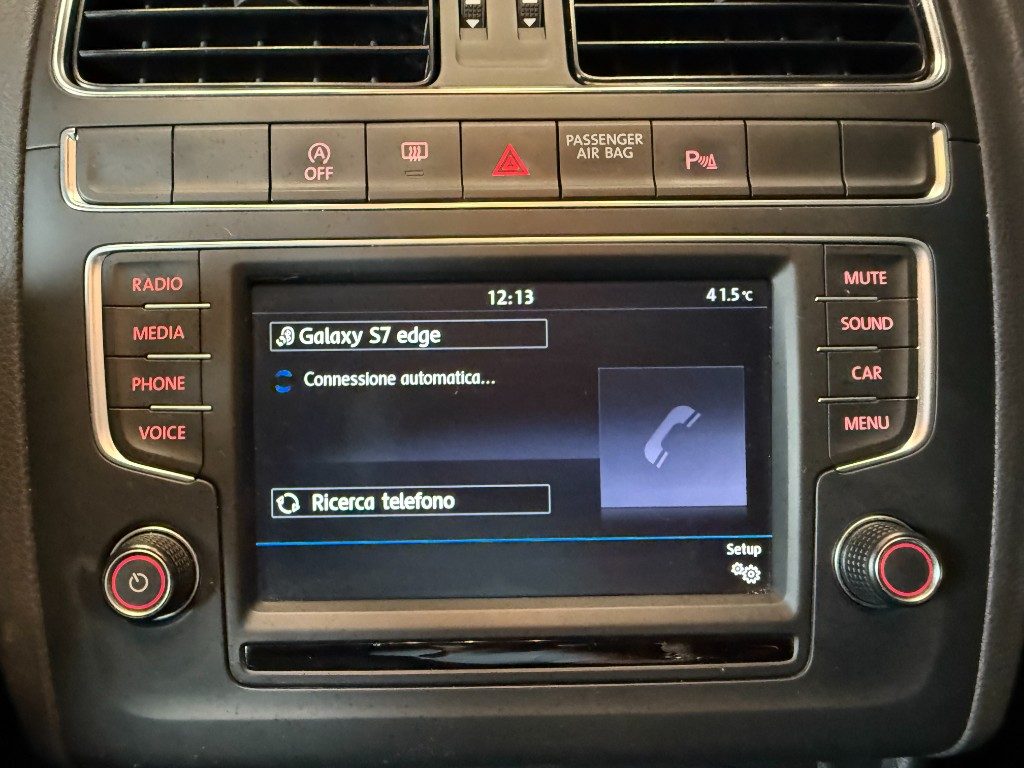 A
OFF
PASSENGER
AIR BAG
P
RADIO
MEDIA
PHONE
VOICE
12:13
41.5°C
Galaxy S7 edge
Connessione automatica...
Ricerca telefono
Setup
MUTE
SOUND
CAR
MENU